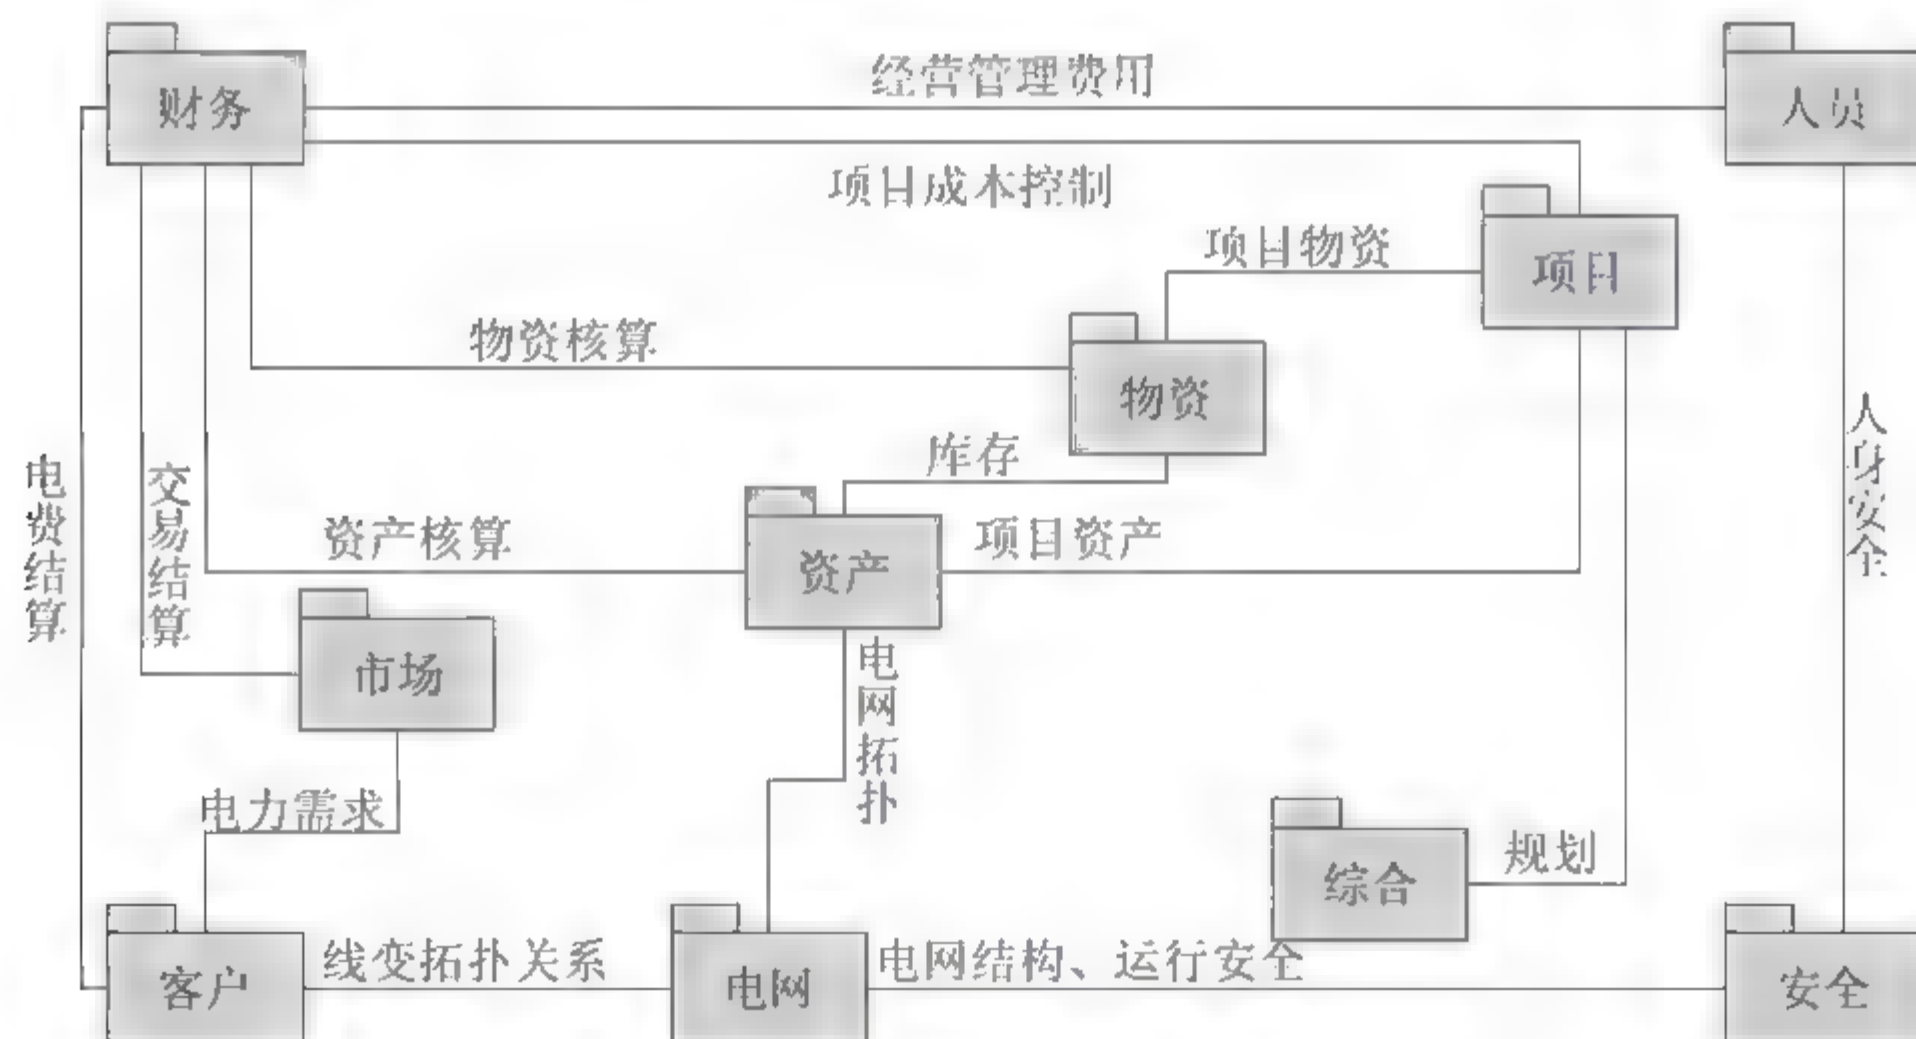 经营管理费用
财务
人员
项目成本控制
项目物资
项目
物资核算
物资
人身安全
库存
电费结算
交易结算
资产核算
项目资产
资产
市场
电网拓扑
电力需求
规划
综合
线变拓扑关系
电网结构、运行安全
客户
电网
安全